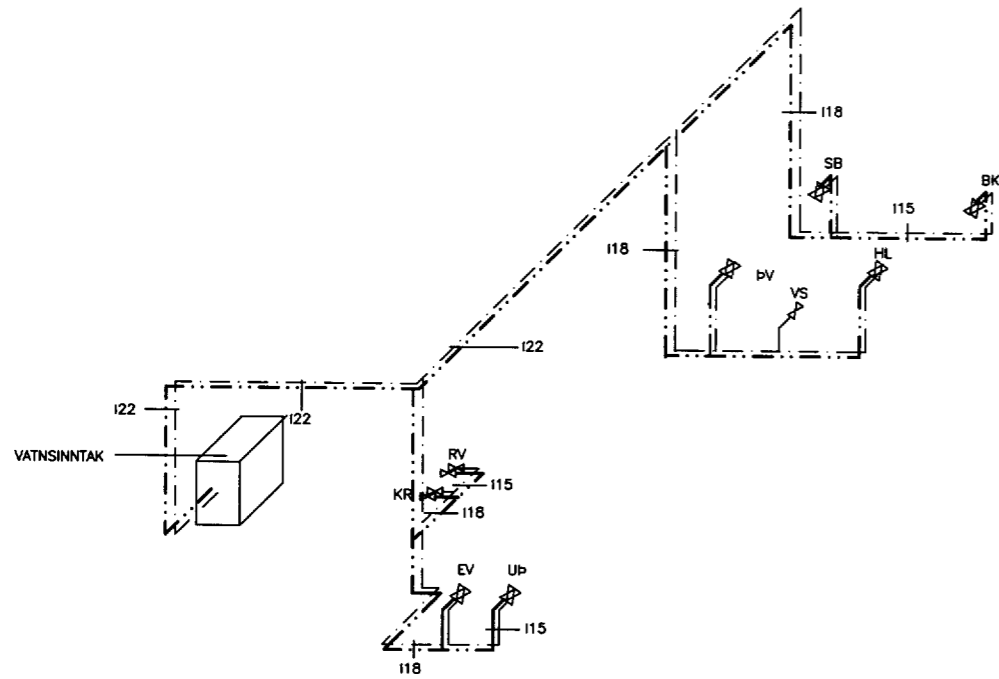 I18
SB
BK
I15
I18
ÞV
HL
VS
I22
I22
I22
VATNSINNTAK
RV
I15
KR
I18
EV
UÞ
I15
I18